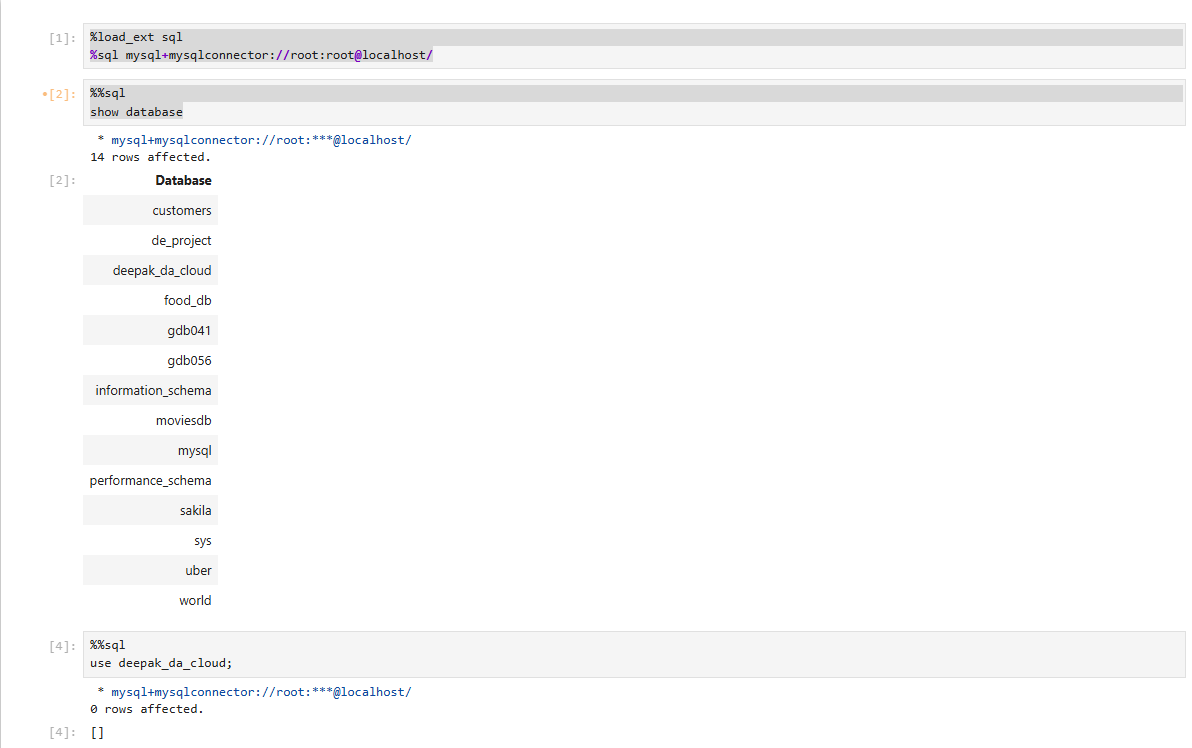 [1]: %load_ext sql
%sql mysql+mysqlconnector://root:root@localhost/
•[2]: %%sql
show database
* mysql+mysqlconnector://root:***@localhost/
14 rows affected.
[2]: Database
customers
de_project
deepak_da_cloud
food_db
gdb041
gdb056
information_schema
moviesdb
mysql
performance_schema
sakila
sys
uber
world
[4]: %%sql
use deepak_da_cloud;
* mysql+mysqlconnector://root:***@localhost/
0 rows affected.
[4]: []